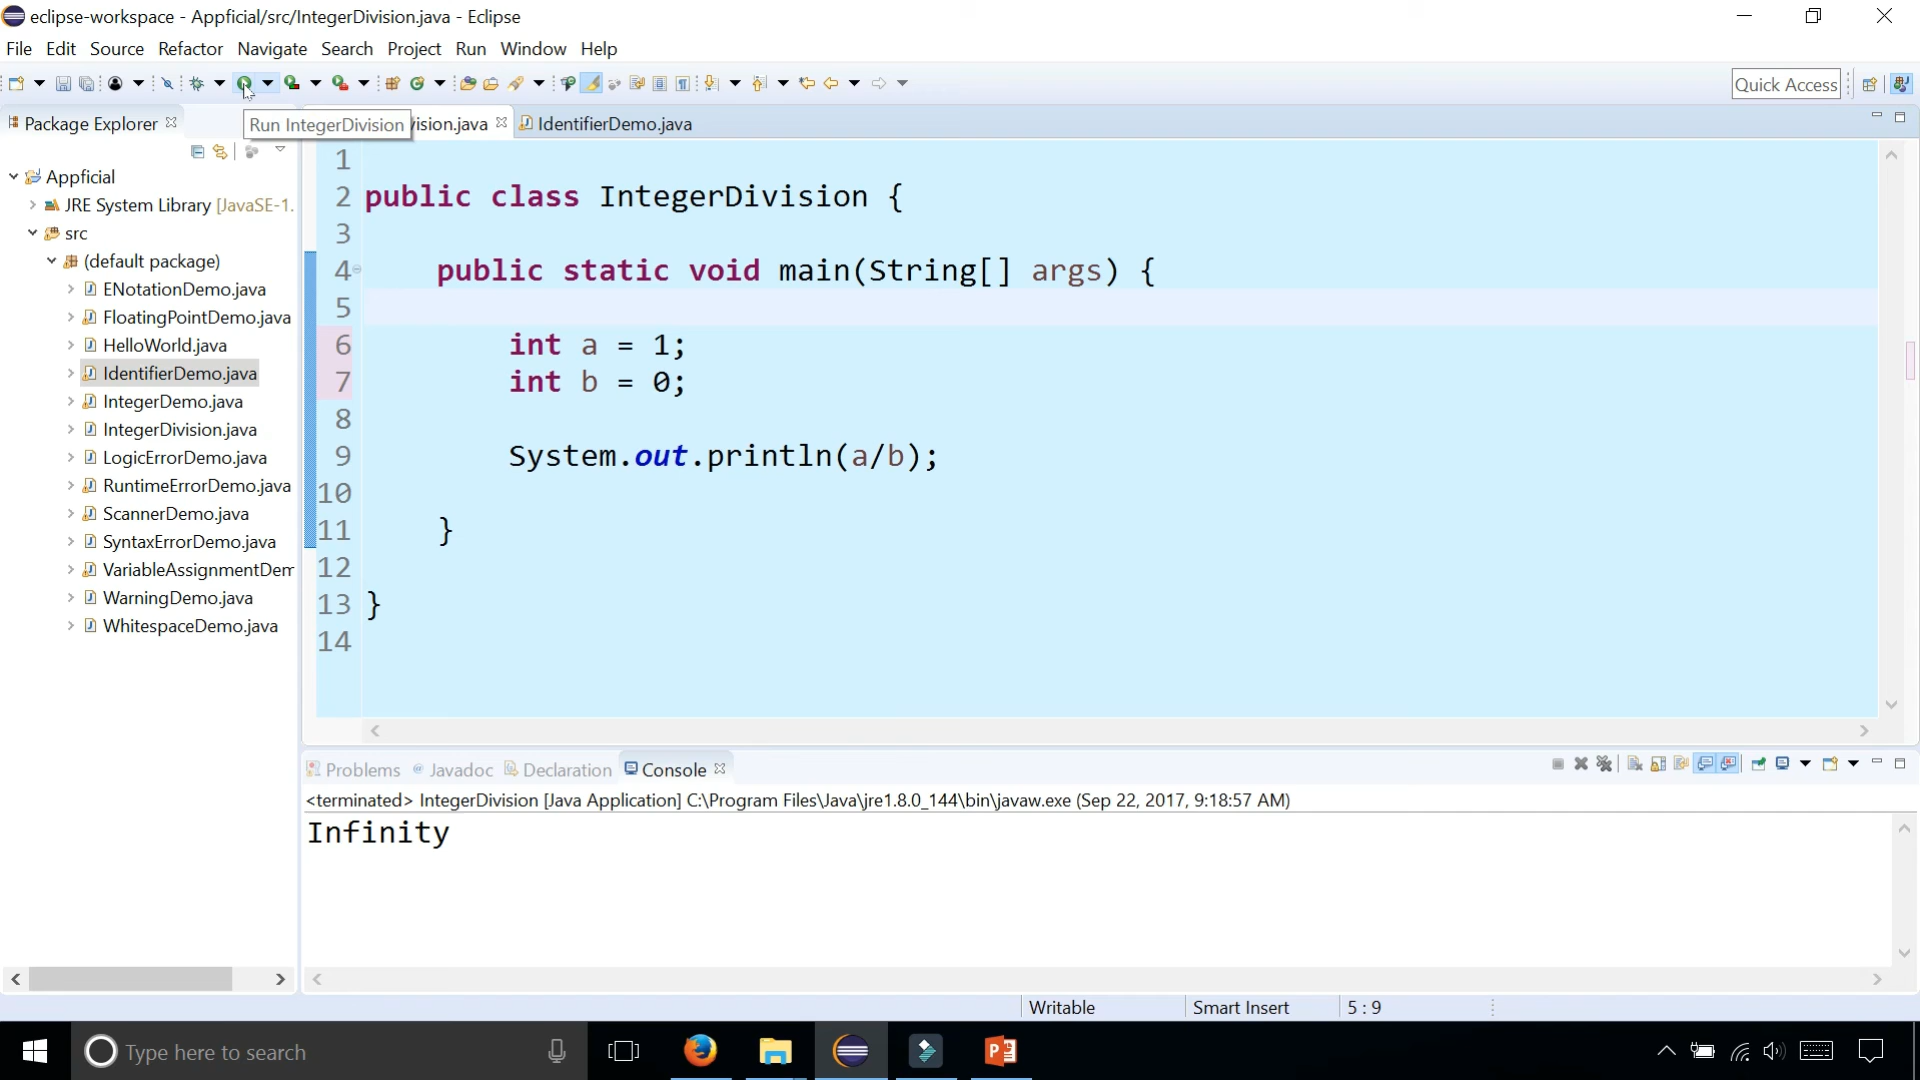 eclipse-workspace - Appficial/src/IntegerDivision.java - Eclipse
File Edit Source Refactor Navigate Search Project Run Window Help
Quick Access
Package Explorer
Run IntegerDivision
vision.java
IdentifierDemo.java
Appficial
JRE System Library [JavaSE-1.
src
(default package)
ENotationDemo.java
FloatingPointDemo.java
HelloWorld.java
IdentifierDemo.java
IntegerDemo.java
IntegerDivision.java
LogicErrorDemo.java
RuntimeErrorDemo.java
ScannerDemo.java
SyntaxErrorDemo.java
VariableAssignmentDem
WarningDemo.java
WhitespaceDemo.java
1
2 public class IntegerDivision {
3
4 public static void main(String[] args) {
5
6 int a = 1;
7 int b = 0;
8
9 System.out.println(a/b);
10
11 }
12
13 }
14
Problems Javadoc Declaration Console
<terminated> IntegerDivision [Java Application] C:\Program Files\Java\jre1.8.0_144\bin\javaw.exe (Sep 22, 2017, 9:18:57 AM)
Infinity
Writable Smart Insert 5 : 9
Type here to search